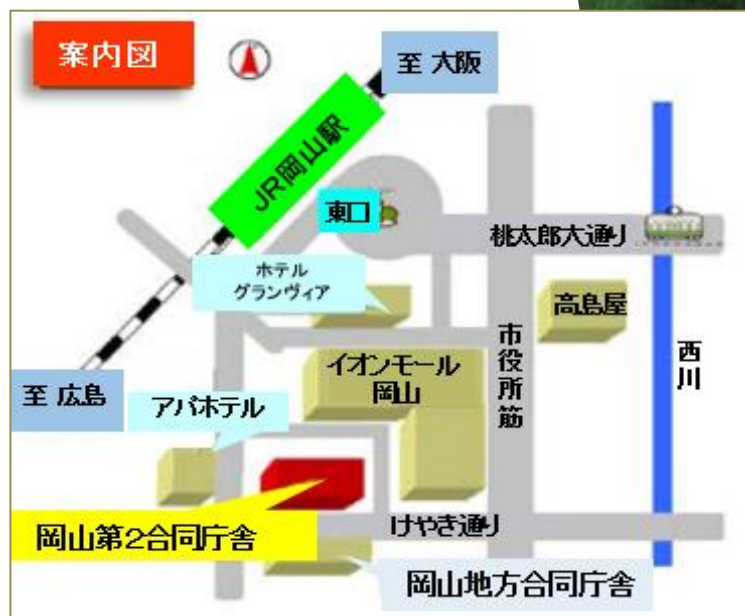 案内図
至 大阪
JR岡山駅
東口
桃太郎大通り
ホテル
グランヴィア
高島屋
市役所筋
西川
イオンモール
岡山
至 広島
アパホテル
岡山第2合同庁舎
けやき通り
岡山地方合同庁舎